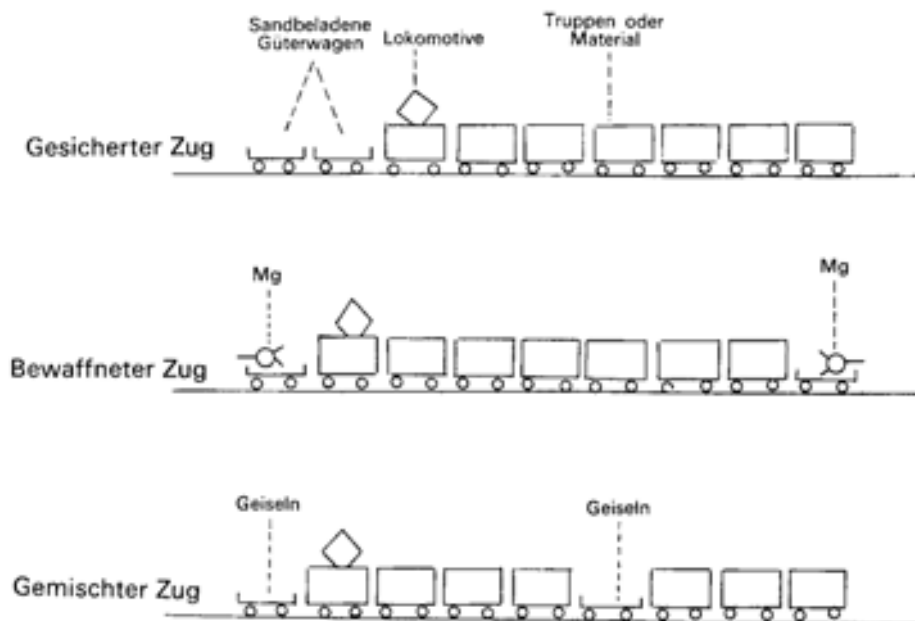 Sandbeladene
Güterwagen
Lokomotive
Truppen oder
Material
Gesicherter Zug
Mg
Mg
Bewaffneter Zug
Geiseln
Geiseln
Gemischter Zug